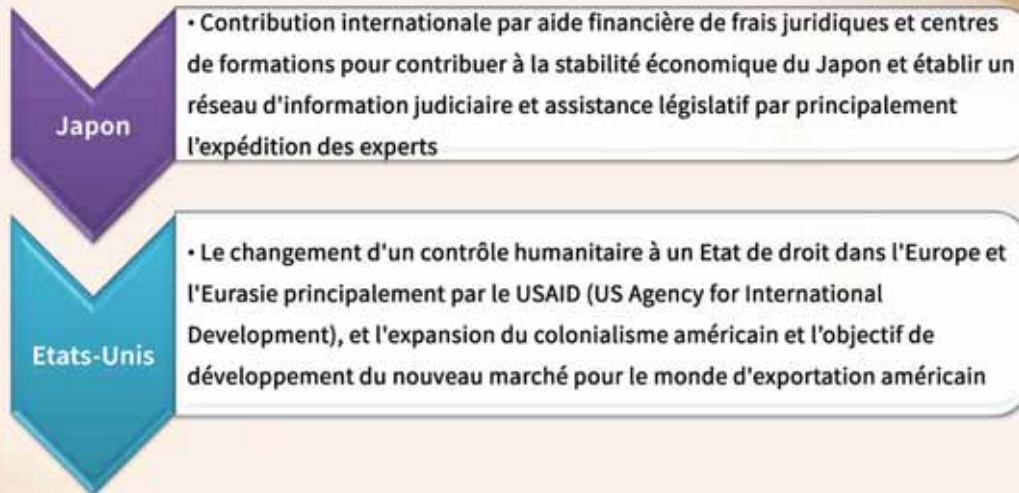 Japon
• Contribution internationale par aide financière de frais juridiques et centres
de formations pour contribuer à la stabilité économique du Japon et établir un
réseau d'information judiciaire et assistance législatif par principalement
l'expédition des experts
Etats-Unis
• Le changement d'un contrôle humanitaire à un Etat de droit dans l'Europe et
l'Eurasie principalement par le USAID (US Agency for International
Development), et l'expansion du colonialisme américain et l'objectif de
développement du nouveau marché pour le monde d'exportation américain